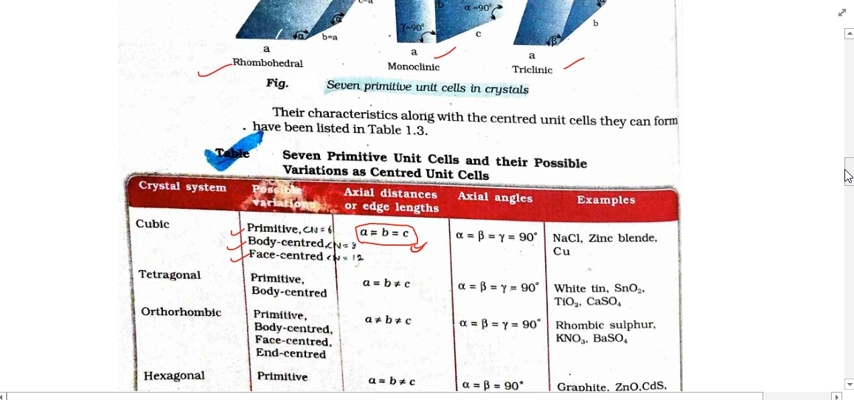 c=a
α
b=a
a
Rhombohedral
γ=90°
α=90°
c
a
Monoclinic
b
β
a
Triclinic
Fig. Seven primitive unit cells in crystals
Their characteristics along with the centred unit cells they can form
have been listed in Table 1.3.
Table Seven Primitive Unit Cells and their Possible
Variations as Centred Unit Cells
Crystal system Possible variations Axial distances or edge lengths Axial angles Examples
Cubic Primitive, CN=6 a = b = c α = β = γ = 90° NaCl, Zinc blende,
Body-centred, CN=8 Cu
Face-centred CN=12
Tetragonal Primitive, a = b ≠ c α = β = γ = 90° White tin, SnO₂,
Body-centred TiO₂, CaSO₄
Orthorhombic Primitive, a ≠ b ≠ c α = β = γ = 90° Rhombic sulphur,
Body-centred, KNO₃, BaSO₄
Face-centred,
End-centred
Hexagonal Primitive a = b ≠ c α = β = 90° Graphite, ZnO,CdS,